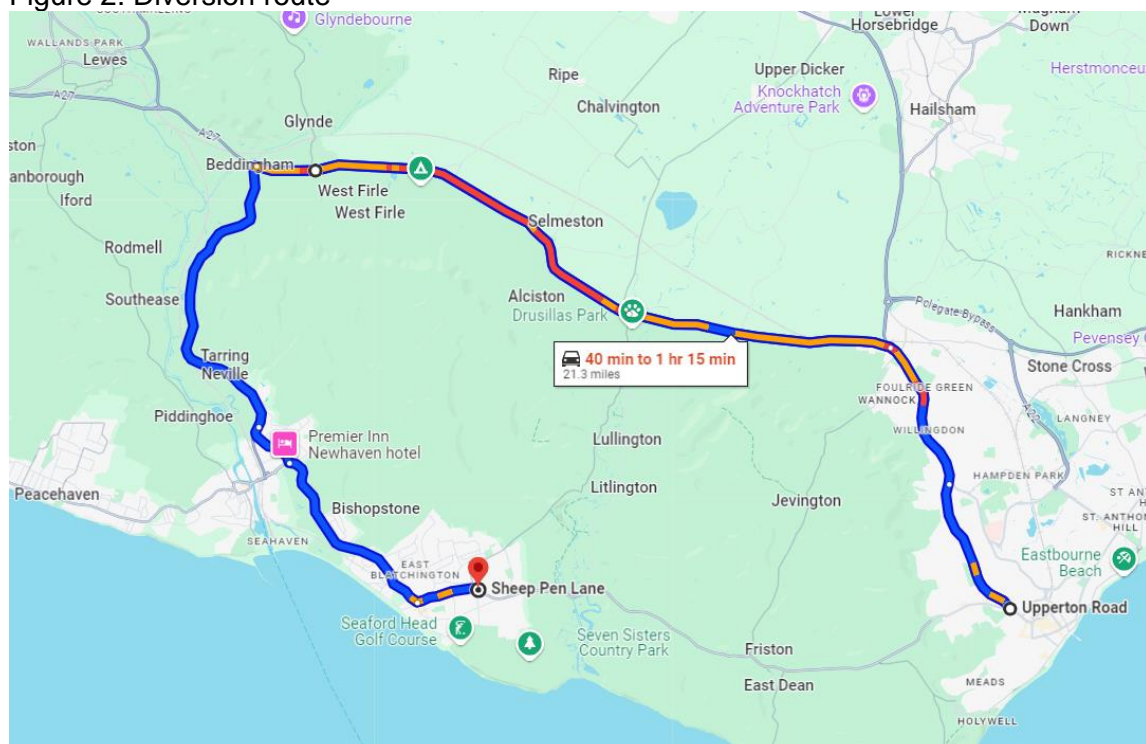 Figure 2: Diversion route
Glyndebourne
WALLANDS PARK
Lewes
A27
A27
Glynde
Ripe
Chalvington
Upper Dicker
Knockhatch
Adventure Park
Horsebridge
Down
Herstmonceu
Hailsham
ston
anborough
Iford
Beddingham
West Firle
West Firle
Selmeston
Rodmell
Southease
Alciston
Drusillas Park
RICKNE
Polegate Bypass
Hankham
Pevensey
40 min to 1 hr 15 min
21.3 miles
Stone Cross
Tarring
Neville
Piddinghoe
FOULRIDE GREEN
WANNOCK
A22
LANGNEY
WILLINGDON
Premier Inn
Newhaven hotel
Lullington
Litlington
Jevington
HAMPDEN PARK
Peacehaven
Bishopstone
ST AN
ST. ANTHON
HILL
SEAHAVEN
EAST
BLATCHINGTON
Sheep Pen Lane
Eastbourne
Beach
Upperton Road
Seaford Head
Golf Course
Seven Sisters
Country Park
Friston
East Dean
MEADS
HOLYWELL